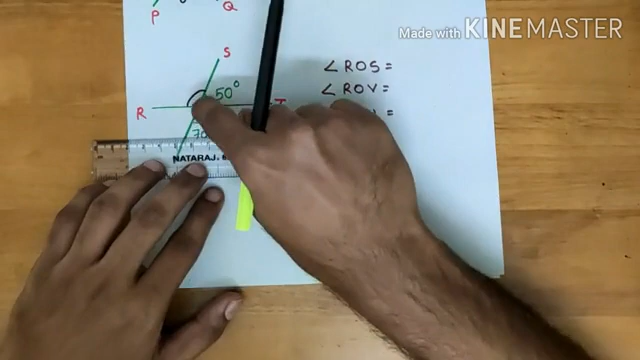 Made with KINEMASTER
P Q
S
50°
∠ROS=
∠ROV=
R T
=
70
NATARAJ